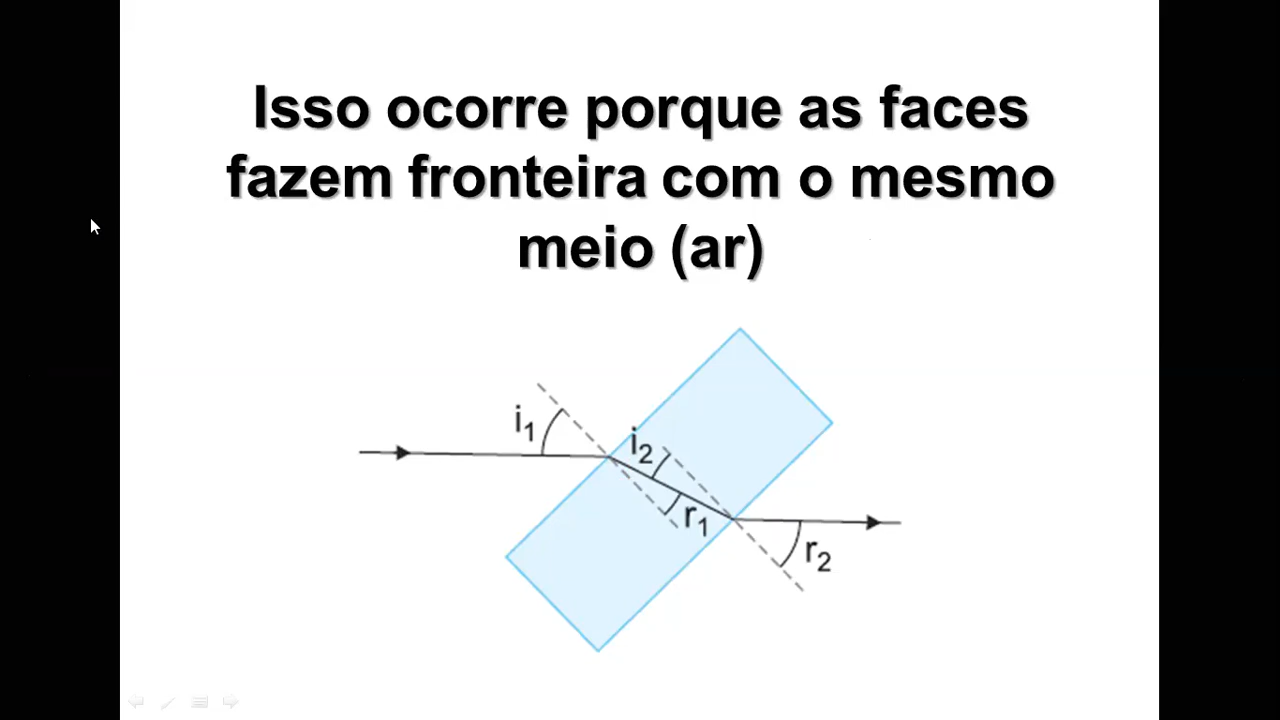 Isso ocorre porque as faces
fazem fronteira com o mesmo
meio (ar)
i₁
i₂
r₁
r₂